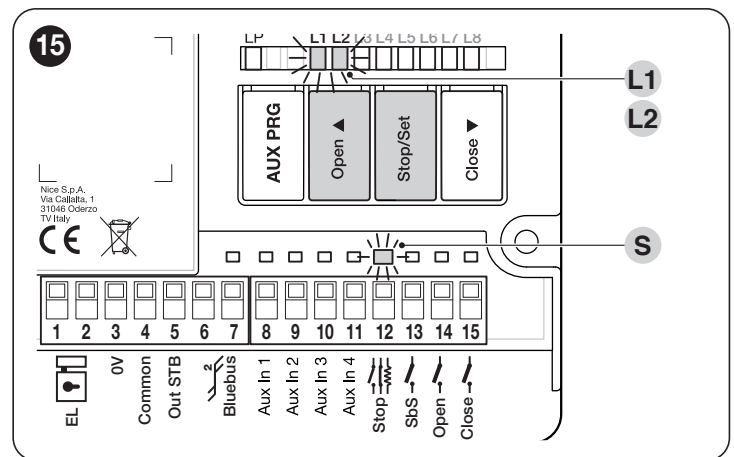 15
LP L1 L2 L3 L4 L5 L6 L7 L8
L1
L2
AUX PRG
Open ▲
Stop/Set
Close ▼
Nice S.p.A.
Via Callalta, 1
31046 Oderzo
TV Italy
CE
S
1 2 3 4 5 6 7 8 9 10 11 12 13 14 15
EL
0V
Common
Out STB
2
Bluebus
Aux In 1
Aux In 2
Aux In 3
Aux In 4
Stop
SbS
Open
Close